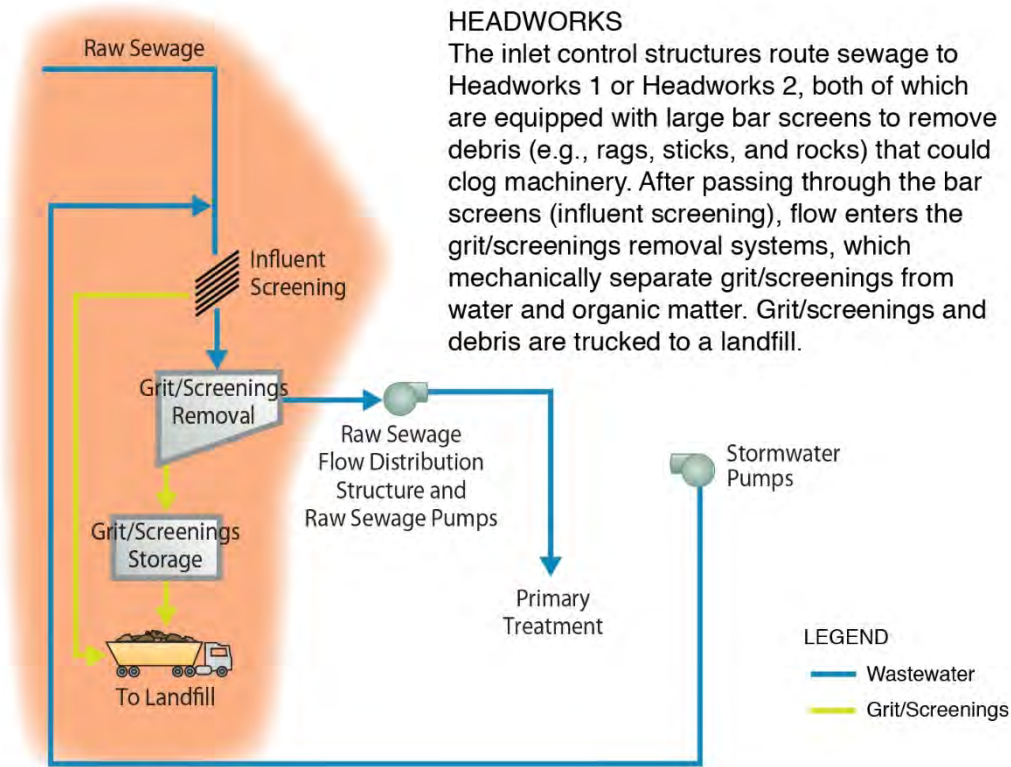 HEADWORKS
The inlet control structures route sewage to
Headworks 1 or Headworks 2, both of which
are equipped with large bar screens to remove
debris (e.g., rags, sticks, and rocks) that could
clog machinery. After passing through the bar
screens (influent screening), flow enters the
grit/screenings removal systems, which
mechanically separate grit/screenings from
water and organic matter. Grit/screenings and
debris are trucked to a landfill.
Raw Sewage
Influent
Screening
Grit/Screenings
Removal
Raw Sewage
Flow Distribution
Structure and
Raw Sewage Pumps
Stormwater
Pumps
Grit/Screenings
Storage
Primary
Treatment
To Landfill
LEGEND
Wastewater
Grit/Screenings